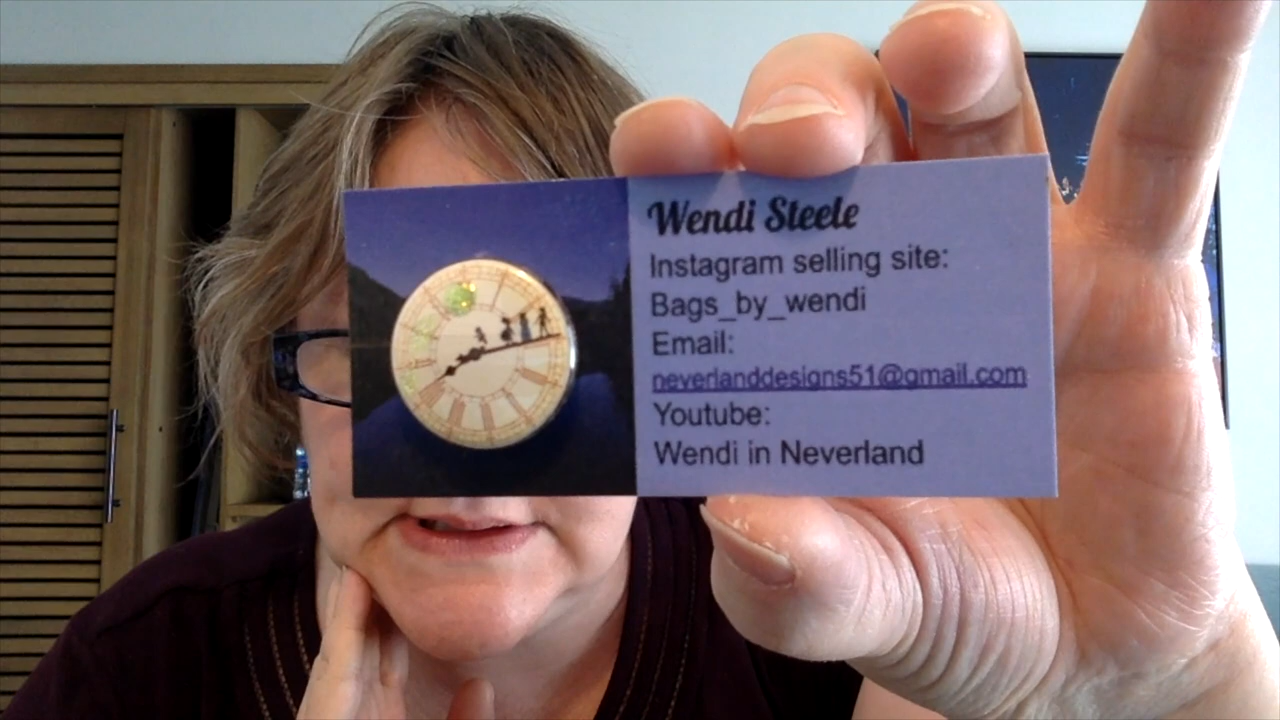 Wendi Steele
Instagram selling site:
Bags_by_wendi
Email:
neverlanddesigns51@gmail.com
Youtube:
Wendi in Neverland